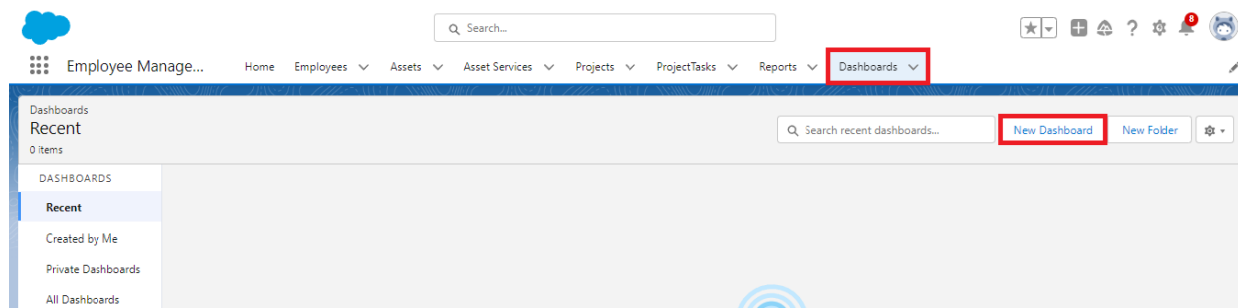 Search...
8
Employee Manage...
Home
Employees
Assets
Asset Services
Projects
ProjectTasks
Reports
Dashboards
Dashboards
Recent
0 items
Search recent dashboards...
New Dashboard
New Folder
DASHBOARDS
Recent
Created by Me
Private Dashboards
All Dashboards